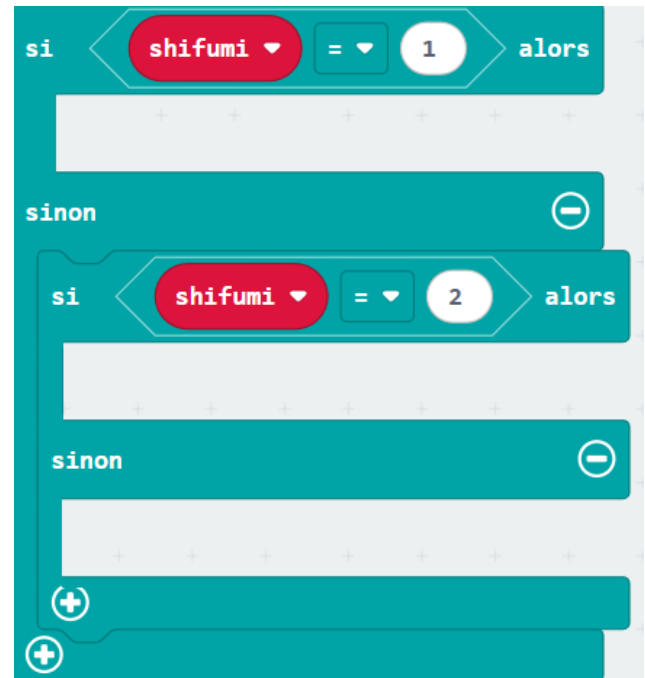 si shifumi = 1 alors
sinon
si shifumi = 2 alors
sinon